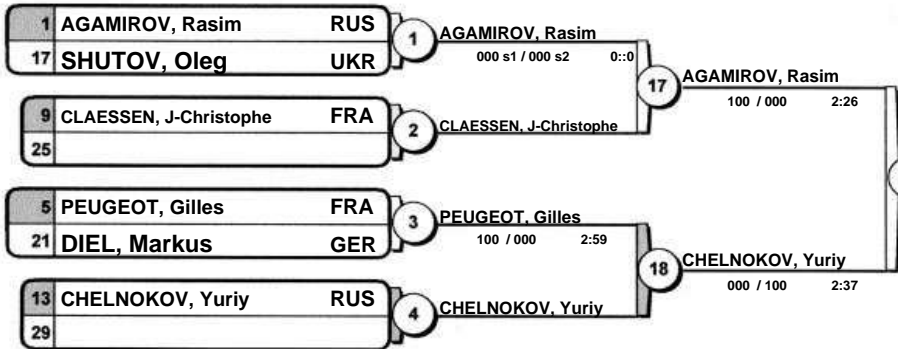 1 AGAMIROV, Rasim RUS
17 SHUTOV, Oleg UKR
1
AGAMIROV, Rasim
000 s1 / 000 s2 0::0
9 CLAESSEN, J-Christophe FRA
25
2
CLAESSEN, J-Christophe
17
AGAMIROV, Rasim
100 / 000 2:26
5 PEUGEOT, Gilles FRA
21 DIEL, Markus GER
3
PEUGEOT, Gilles
100 / 000 2:59
13 CHELNOKOV, Yuriy RUS
29
4
CHELNOKOV, Yuriy
18
CHELNOKOV, Yuriy
000 / 100 2:37